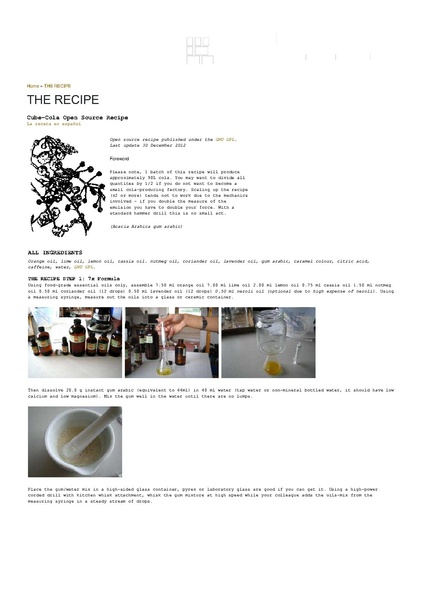 Home » THE RECIPE
THE RECIPE
Cube-Cola Open Source Recipe
La receta en español
Open source recipe published under the GNU GPL.
Last update 30 December 2012
Foreword
Please note, 1 batch of this recipe will produce
approximately 90L cola. You may want to divide all
quantites by 1/2 if you do not want to become a
small cola-producing factory. Scaling up the recipe
(x2 or more) tends not to work due to the mechanics
involved - if you double the measure of the
emulsion you have to double your force. With a
standard hammer drill this is no small act.
(Acacia Arabica gum arabic)
ALL INGREDIENTS
Orange oil, lime oil, lemon oil, cassia oil, nutmeg oil, coriander oil, lavender oil, gum arabic, caramel colour, citric acid,
caffeine, water, GNU GPL.
THE RECIPE STEP 1: 7x Formula
Using food-grade essential oils only, assemble 7.50 ml orange oil 7.00 ml lime oil 2.00 ml lemon oil 0.75 ml cassia oil 1.50 ml nutmeg
oil 0.50 ml coriander oil (12 drops) 0.50 ml lavender oil (12 drops) 0.50 ml neroli oil (optional due to high expense of neroli). Using
a measuring syringe, measure out the oils into a glass or ceramic container.
Then dissolve 20.0 g instant gum arabic (equivalent to 44ml) in 40 ml water (tap water or non-mineral bottled water, it should have low
calcium and low magnesium). Mix the gum well in the water until there are no lumps.
Place the gum/water mix in a high-sided glass container, pyrex or laboratory glass are good if you can get it. Using a high-power
corded drill with kitchen whisk attachment, whisk the gum mixture at high speed while your colleague adds the oils-mix from the
measuring syringe in a steady stream of drops.